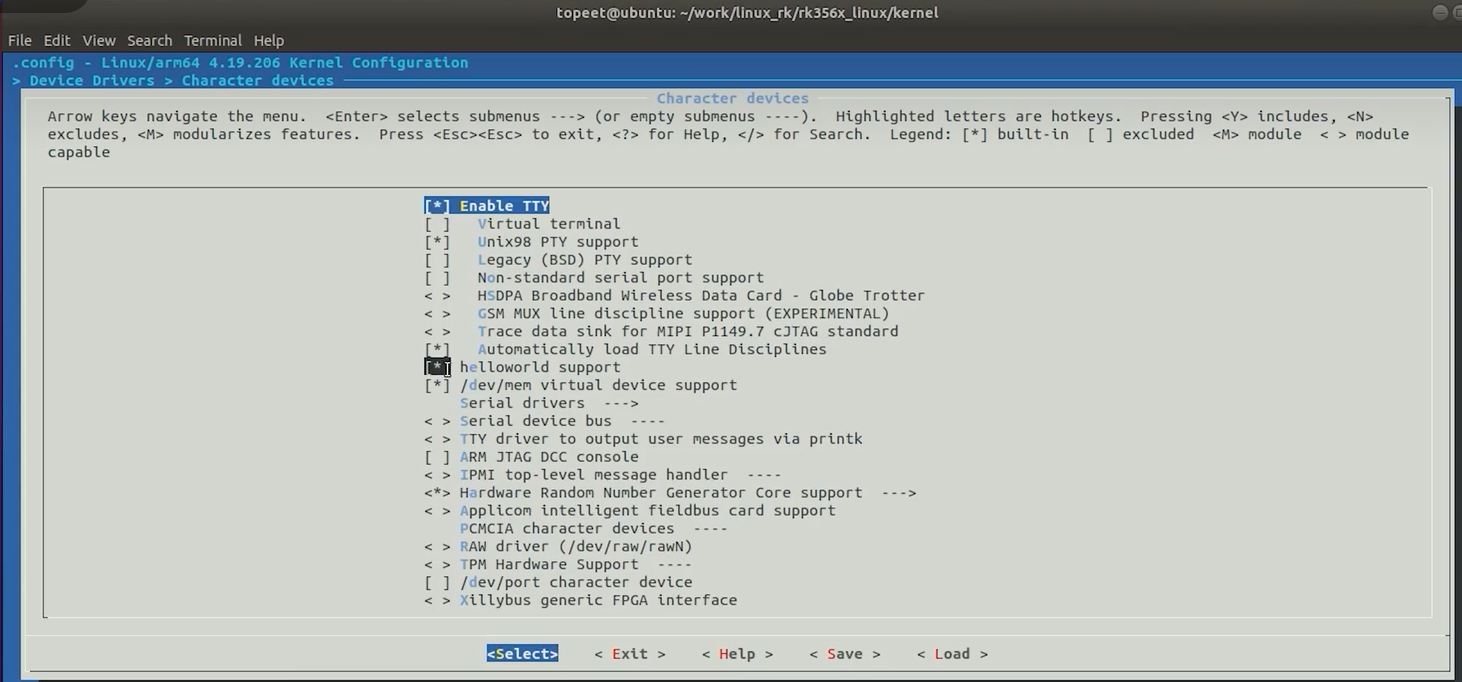 topeet@ubuntu: ~/work/linux_rk/rk356x_linux/kernel
File Edit View Search Terminal Help
.config - Linux/arm64 4.19.206 Kernel Configuration
> Device Drivers > Character devices
Character devices
Arrow keys navigate the menu. <Enter> selects submenus ---> (or empty submenus ----). Highlighted letters are hotkeys. Pressing <Y> includes, <N>
excludes, <M> modularizes features. Press <Esc><Esc> to exit, <?> for Help, </> for Search. Legend: [*] built-in [ ] excluded <M> module < > module
capable
[*] Enable TTY
[ ] Virtual terminal
[*] Unix98 PTY support
[ ] Legacy (BSD) PTY support
[ ] Non-standard serial port support
< > HSDPA Broadband Wireless Data Card - Globe Trotter
< > GSM MUX line discipline support (EXPERIMENTAL)
< > Trace data sink for MIPI P1149.7 cJTAG standard
[*] Automatically load TTY Line Disciplines
[*] helloworld support
[*] /dev/mem virtual device support
Serial drivers --->
< > Serial device bus ----
< > TTY driver to output user messages via printk
[ ] ARM JTAG DCC console
< > IPMI top-level message handler ----
<*> Hardware Random Number Generator Core support --->
< > Applicom intelligent fieldbus card support
PCMCIA character devices ----
< > RAW driver (/dev/raw/rawN)
< > TPM Hardware Support ----
[ ] /dev/port character device
< > Xillybus generic FPGA interface
<Select> < Exit > < Help > < Save > < Load >